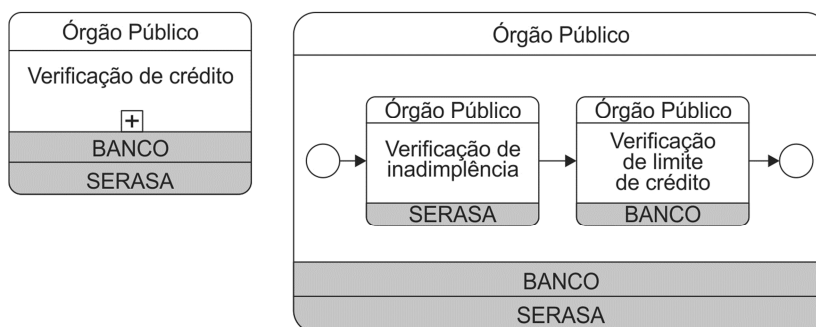 Órgão Público
Verificação de crédito
+
BANCO
SERASA
Órgão Público
Órgão Público
Verificação de
inadimplência
SERASA
Órgão Público
Verificação
de limite
de crédito
BANCO
BANCO
SERASA